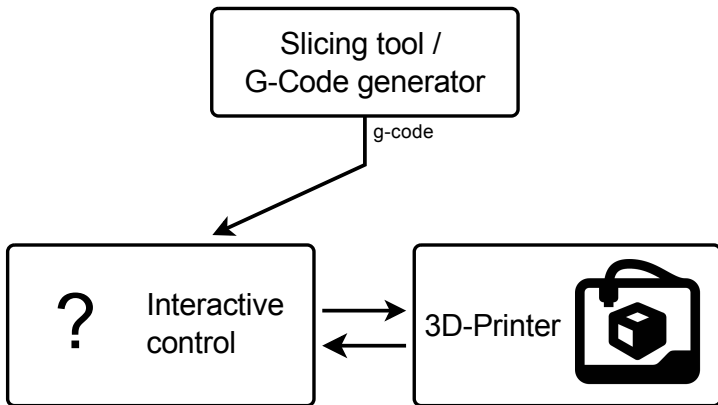 Slicing tool /
G-Code generator
g-code
?
Interactive
control
3D-Printer